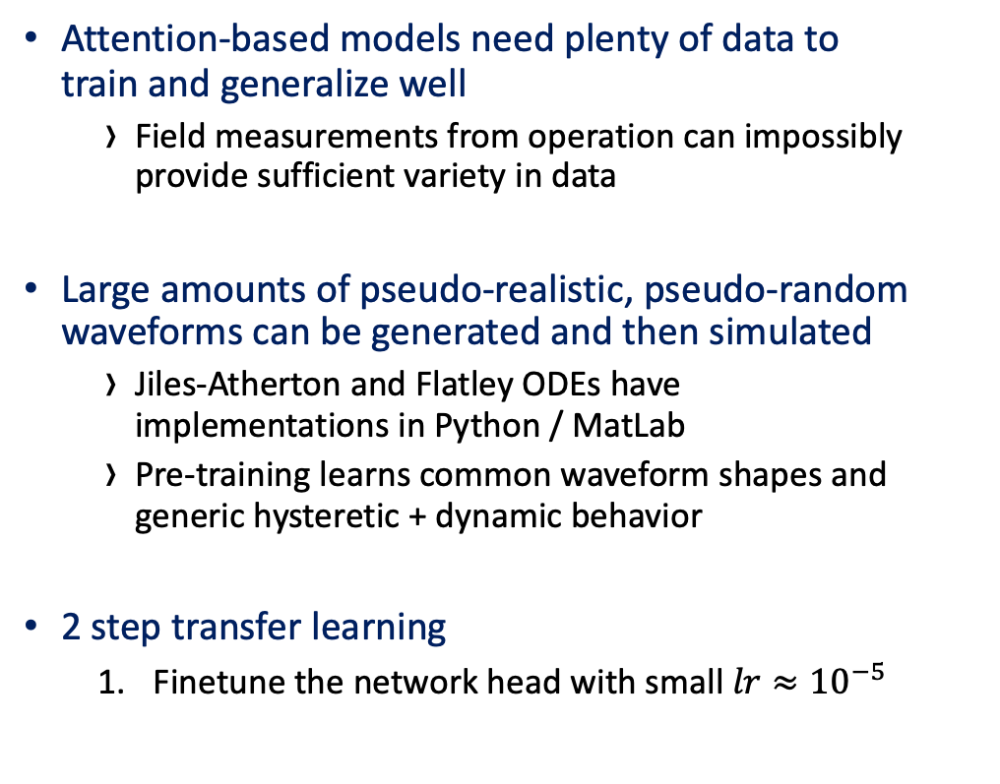 • Attention-based models need plenty of data to
train and generalize well
❭ Field measurements from operation can impossibly
provide sufficient variety in data
• Large amounts of pseudo-realistic, pseudo-random
waveforms can be generated and then simulated
❭ Jiles-Atherton and Flatley ODEs have
implementations in Python / MatLab
❭ Pre-training learns common waveform shapes and
generic hysteretic + dynamic behavior
• 2 step transfer learning
1. Finetune the network head with small lr ≈ 10⁻⁵